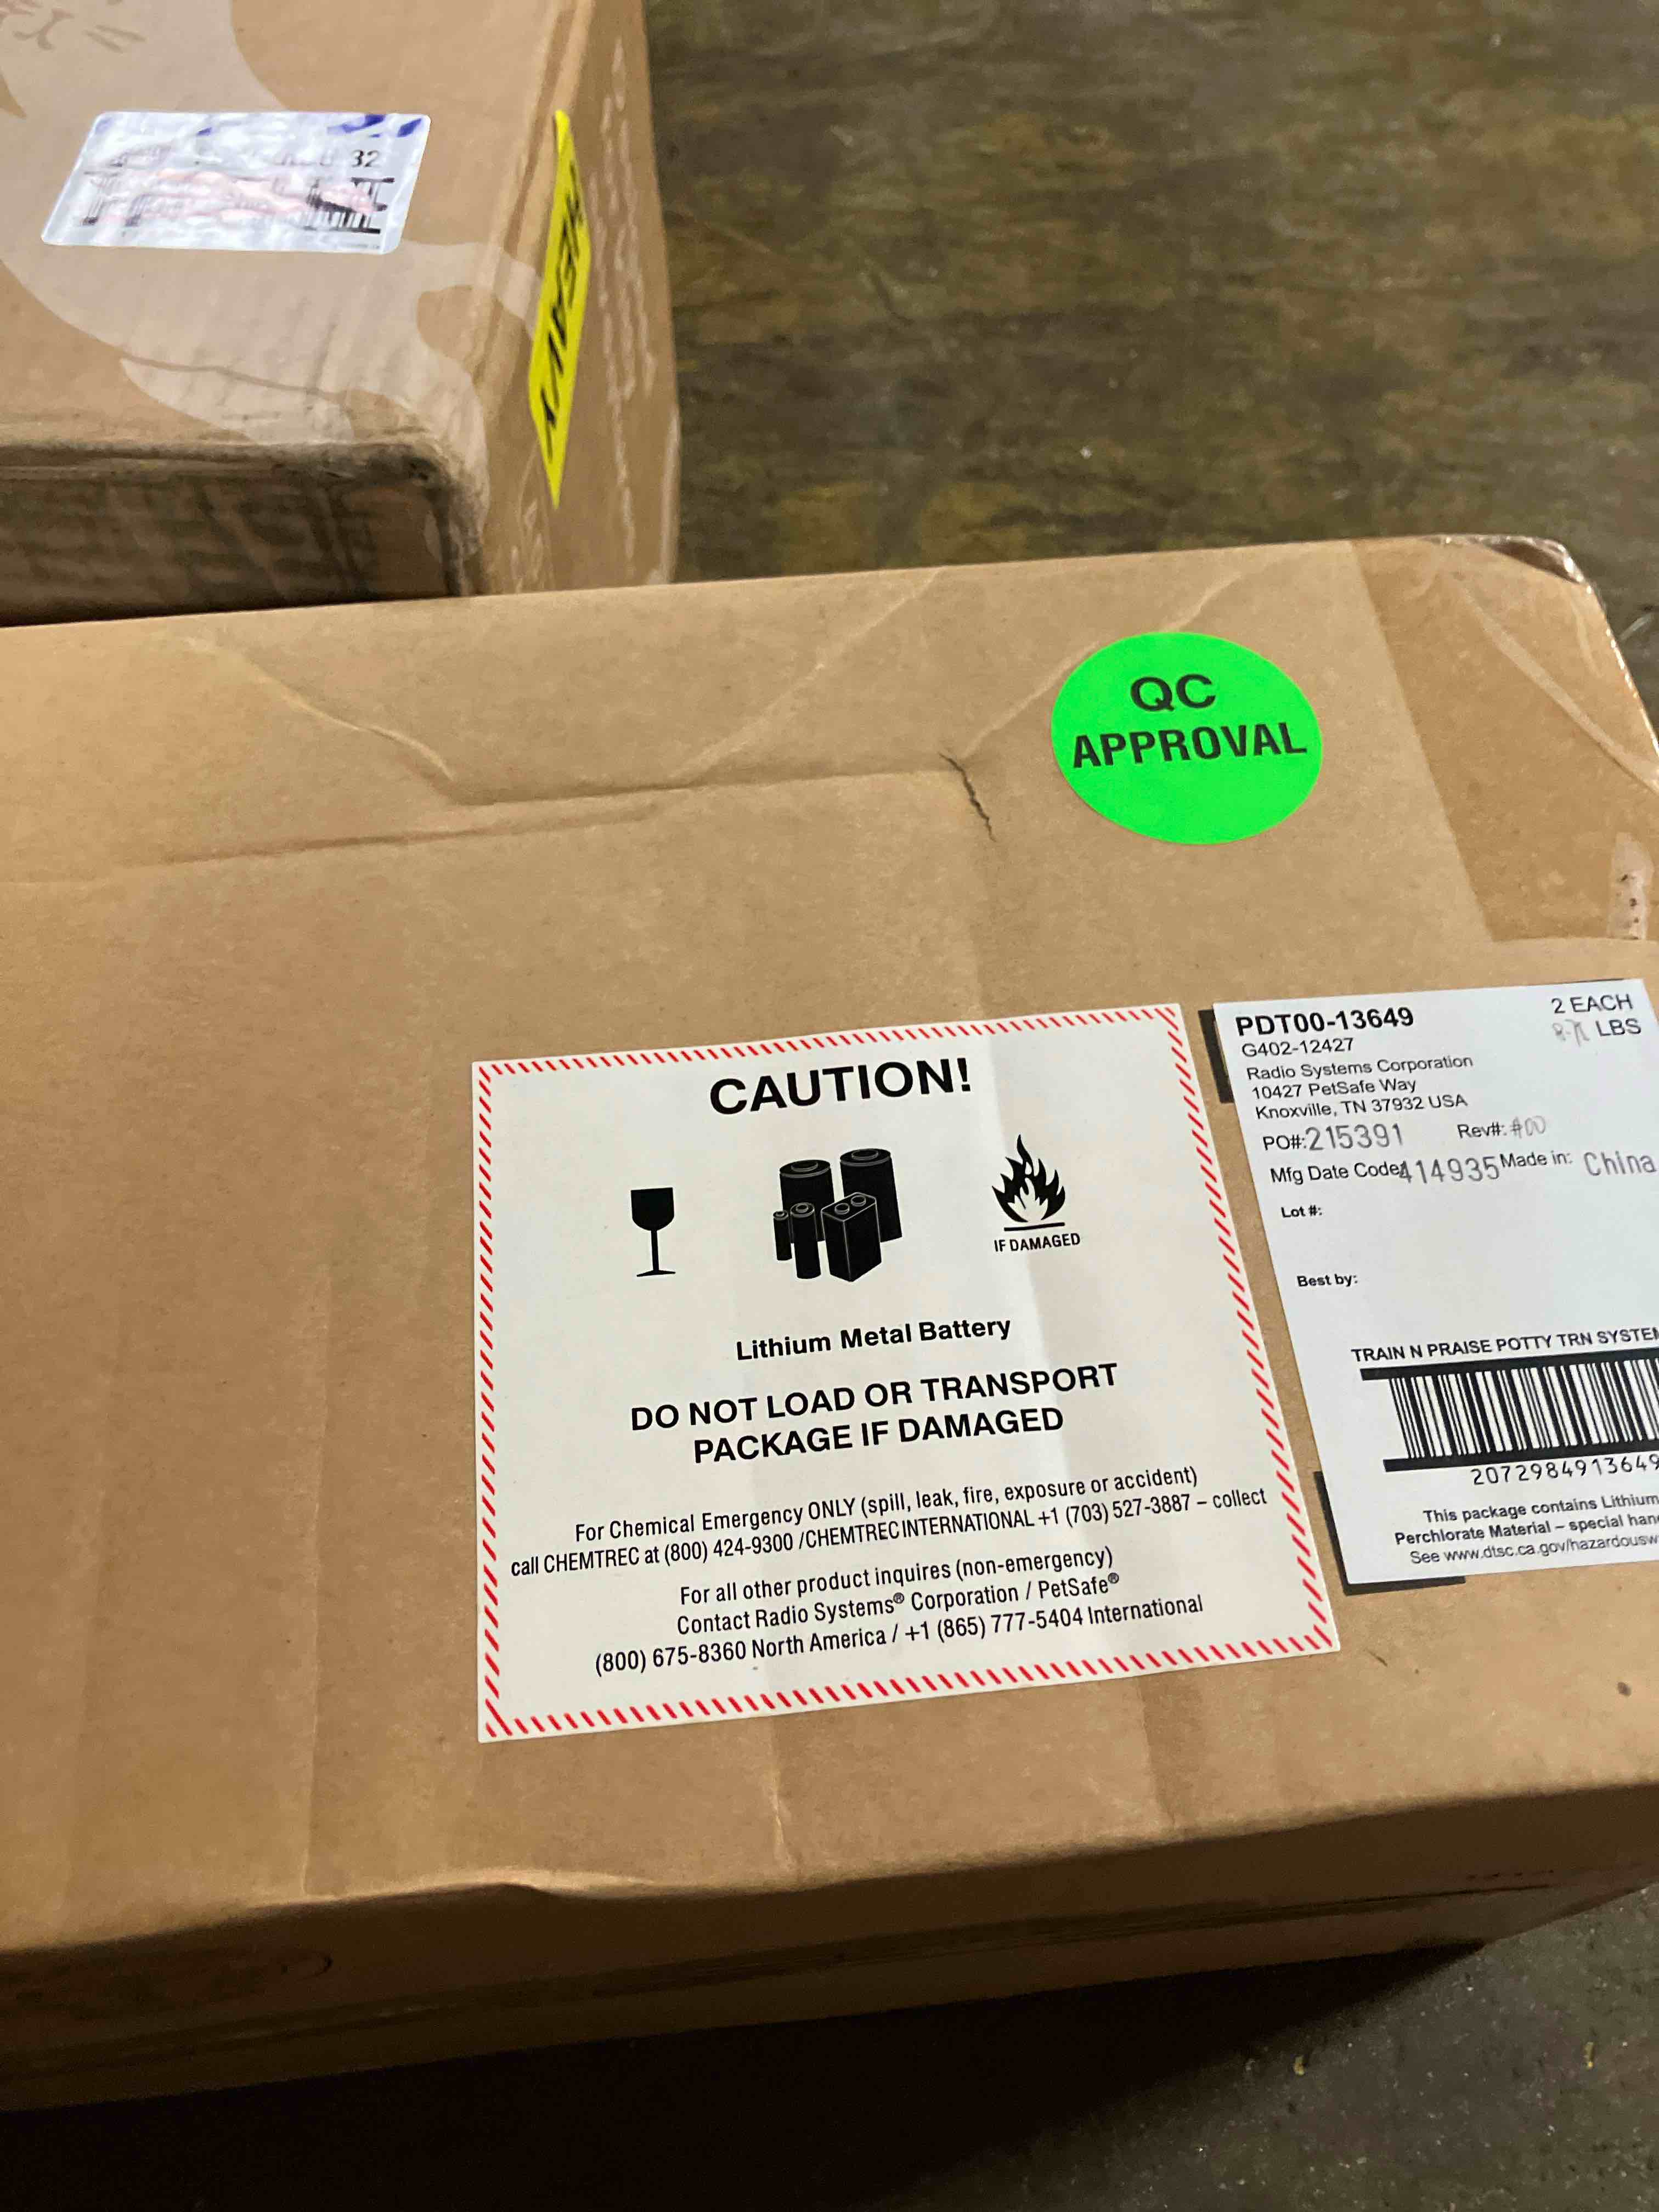 32
HEAVY
QC
APPROVAL
CAUTION!
IF DAMAGED
Lithium Metal Battery
DO NOT LOAD OR TRANSPORT
PACKAGE IF DAMAGED
For Chemical Emergency ONLY (spill, leak, fire, exposure or accident)
call CHEMTREC at (800) 424-9300 /CHEMTREC INTERNATIONAL +1 (703) 527-3887 – collect
For all other product inquires (non-emergency)
Contact Radio Systems® Corporation / PetSafe®
(800) 675-8360 North America / +1 (865) 777-5404 International
PDT00-13649 2 EACH
G402-12427 LBS
Radio Systems Corporation
10427 PetSafe Way
Knoxville, TN 37932 USA
PO#:215391 Rev#: #00
Mfg Date Code: 414935 Made in: China
Lot #:
Best by:
TRAIN N PRAISE POTTY TRN SYSTEM
2072984913649
This package contains Lithium
Perchlorate Material – special han
See www.dtsc.ca.gov/hazardousw